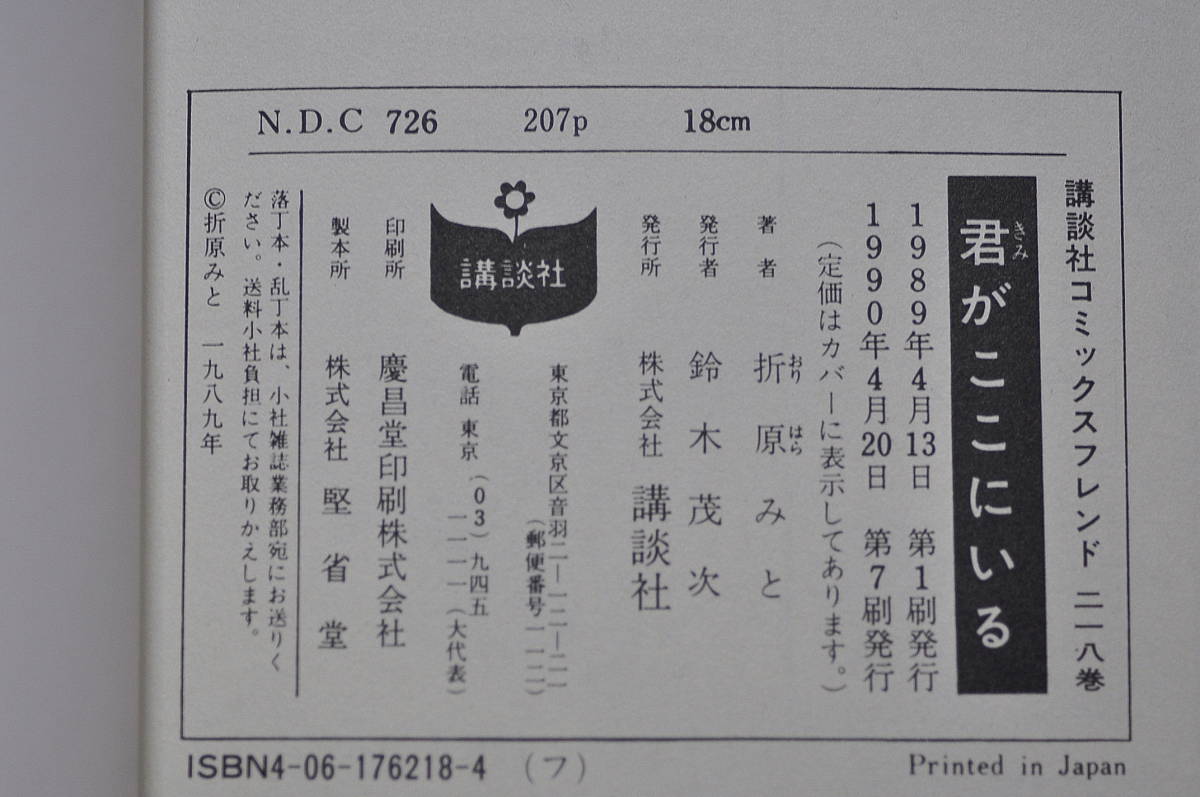 N.D.C 726 207p 18cm
講談社コミックスフレンド 二一八巻
君がここにいる
きみ
1989年4月13日 第1刷発行
1990年4月20日 第7刷発行
(定価はカバーに表示してあります。)
著者 折原みと
おり はら
発行者 鈴木茂次
発行所 株式会社 講談社
東京都文京区音羽二―一二―二一
(郵便番号一一二)
電話 東京 (03)九四五
一一一一(大代表)
講談社
印刷所 慶昌堂印刷株式会社
製本所 株式会社 堅省堂
落丁本・乱丁本は、小社雑誌業務部宛にお送りく
ださい。送料小社負担にてお取りかえします。
©折原みと 一九八九年
ISBN4-06-176218-4 (フ)
Printed in Japan